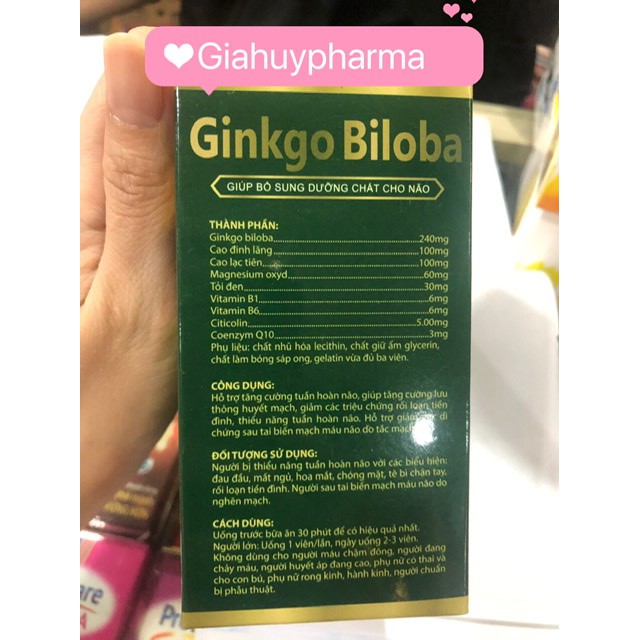 Giahuypharma
Ginkgo Biloba
GIÚP BỔ SUNG DƯỠNG CHẤT CHO NÃO
THÀNH PHẦN:
Ginkgo biloba 240mg
Cao đinh lăng 100mg
Cao lạc tiên 100mg
Magnesium oxyd 60mg
Tỏi đen 30mg
Vitamin B1 6mg
Vitamin B6 6mg
Citicolin 5.00mg
Coenzym Q10 3mg
Phụ liệu: chất nhũ hóa lecithin, chất giữ ẩm glycerin,
chất làm bóng sáp ong, gelatin vừa đủ ba viên.
CÔNG DỤNG:
Hỗ trợ tăng cường tuần hoàn não, giúp tăng cường lưu
thông huyết mạch, giảm các triệu chứng rối loạn tiền
đình, thiểu năng tuần hoàn não. Hỗ trợ giảm di
chứng sau tai biến mạch máu não do tắc mạch
ĐỐI TƯỢNG SỬ DỤNG:
Người bị thiểu năng tuần hoàn não với các biểu hiện:
đau đầu, mất ngủ, hoa mắt, chóng mặt, tê bì chân tay,
rối loạn tiền đình. Người sau tai biến mạch máu não do
nghẽn mạch.
CÁCH DÙNG:
Uống trước bữa ăn 30 phút để có hiệu quả nhất.
Người lớn: Uống 1 viên/lần, ngày uống 2-3 viên.
Không dùng cho người máu chậm đông, người đang
chảy máu, người huyết áp đang cao, phụ nữ có thai và
cho con bú, phụ nữ rong kinh, hành kinh, người chuẩn
bị phẫu thuật.